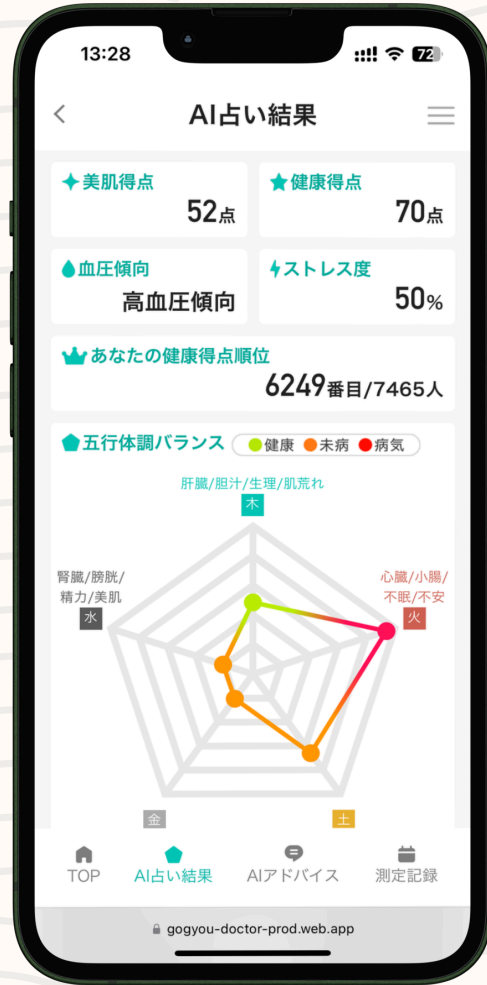 13:28
72
AI占い結果
美肌得点
52点
健康得点
70点
血圧傾向
高血圧傾向
ストレス度
50%
あなたの健康得点順位
6249番目/7465人
五行体調バランス
健康 未病 病気
肝臓/胆汁/生理/肌荒れ
木
腎臓/膀胱/
精力/美肌
水
心臓/小腸/
不眠/不安
火
金
土
TOP
AI占い結果
AIアドバイス
測定記録
gogyou-doctor-prod.web.app